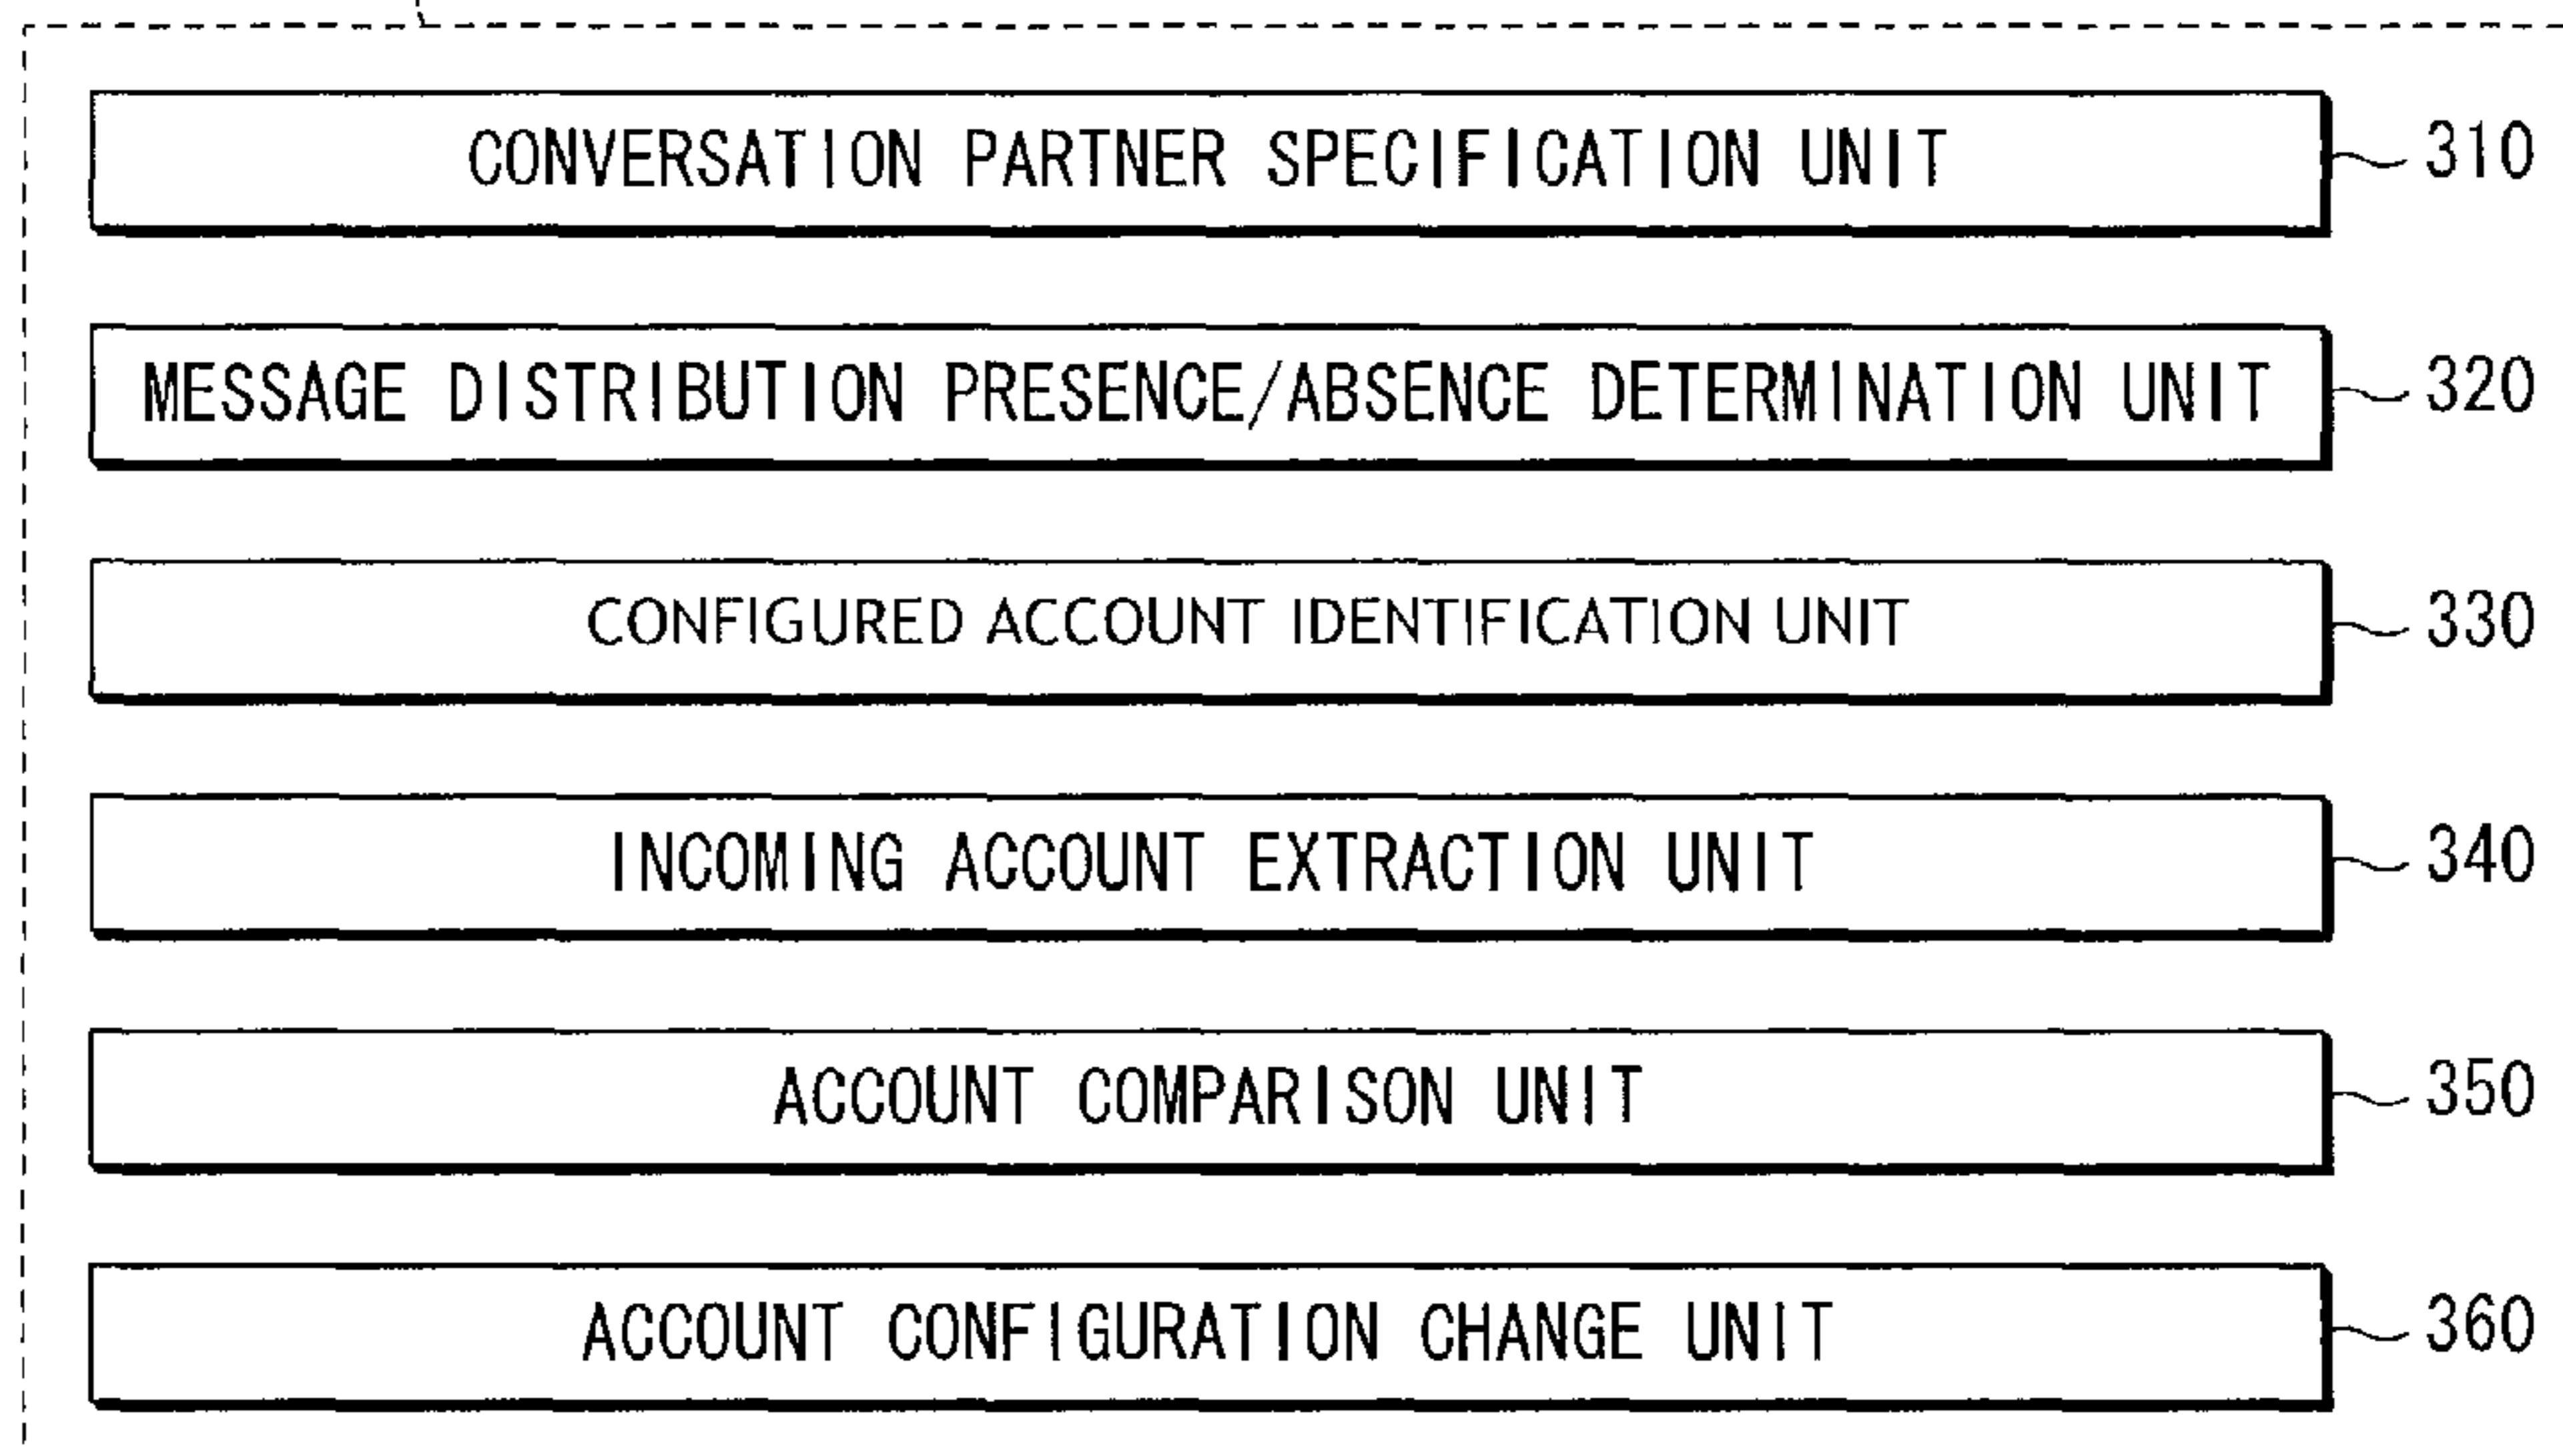 CONVERSATION PARTNER SPECIFICATION UNIT 310
MESSAGE DISTRIBUTION PRESENCE/ABSENCE DETERMINATION UNIT 320
CONFIGURED ACCOUNT IDENTIFICATION UNIT 330
INCOMING ACCOUNT EXTRACTION UNIT 340
ACCOUNT COMPARISON UNIT 350
ACCOUNT CONFIGURATION CHANGE UNIT 360